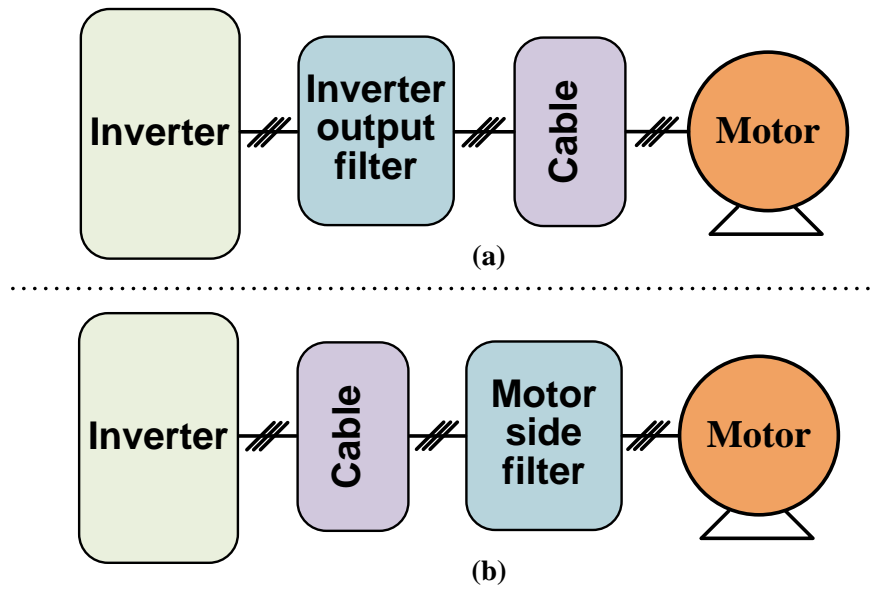 Inverter
Inverter
output
filter
Cable
Motor
(a)
Inverter
Cable
Motor
side
filter
Motor
(b)